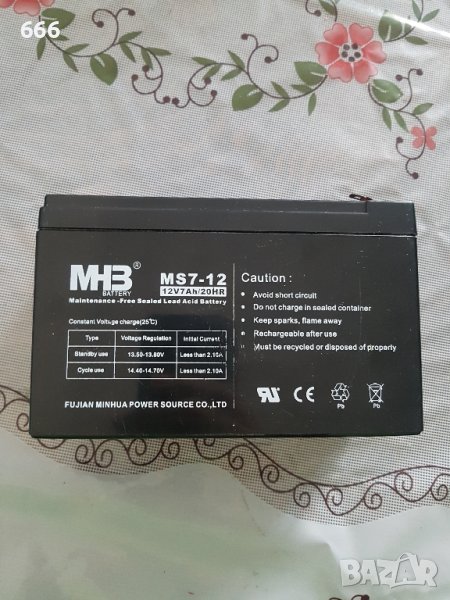 666
MHB®
BATTERY
MS7-12
12V7Ah/20HR
Maintenance -Free Sealed Lead Acid Battery
Constant Voltage charge(25℃)
Type Voltage Regulation Initial Current
Standby use 13.50-13.80V Less than 2.10A
Cycle use 14.40-14.70V Less than 2.10A
FUJIAN MINHUA POWER SOURCE CO.,LTD
Caution :
Avoid short circuit
Do not charge in sealed container
Keep sparks, flame away
Rechargeable after use
Must be recycled or disposed of property
CE
Pb
Pb
BAZAR